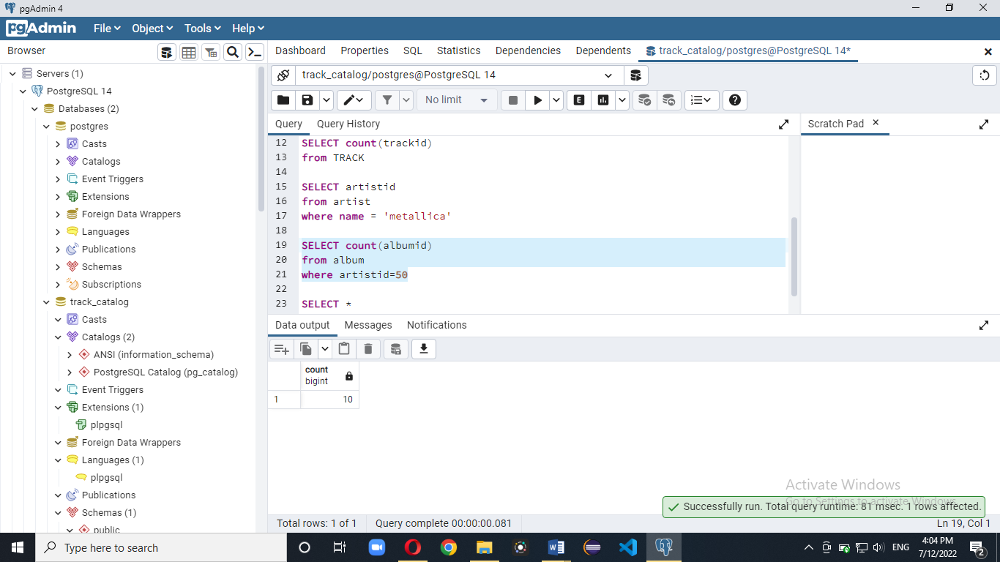 pgAdmin 4
pgAdmin File Object Tools Help
Browser
Servers (1)
PostgreSQL 14
Databases (2)
postgres
Casts
Catalogs
Event Triggers
Extensions
Foreign Data Wrappers
Languages
Publications
Schemas
Subscriptions
track_catalog
Casts
Catalogs (2)
ANSI (information_schema)
PostgreSQL Catalog (pg_catalog)
Event Triggers
Extensions (1)
plpgsql
Foreign Data Wrappers
Languages (1)
plpgsql
Publications
Schemas (1)
public
Dashboard Properties SQL Statistics Dependencies Dependents track_catalog/postgres@PostgreSQL 14*
track_catalog/postgres@PostgreSQL 14
No limit E
Query Query History
Scratch Pad
12 SELECT count(trackid)
13 from TRACK
14
15 SELECT artistid
16 from artist
17 where name = 'metallica'
18
19 SELECT count(albumid)
20 from album
21 where artistid=50
22
23 SELECT *
Data output Messages Notifications
count
bigint
1 10
Activate Windows
Go to Settings to activate Windows.
Successfully run. Total query runtime: 81 msec. 1 rows affected.
Total rows: 1 of 1 Query complete 00:00:00.081 Ln 19, Col 1
Type here to search
ENG
4:04 PM
7/12/2022
2